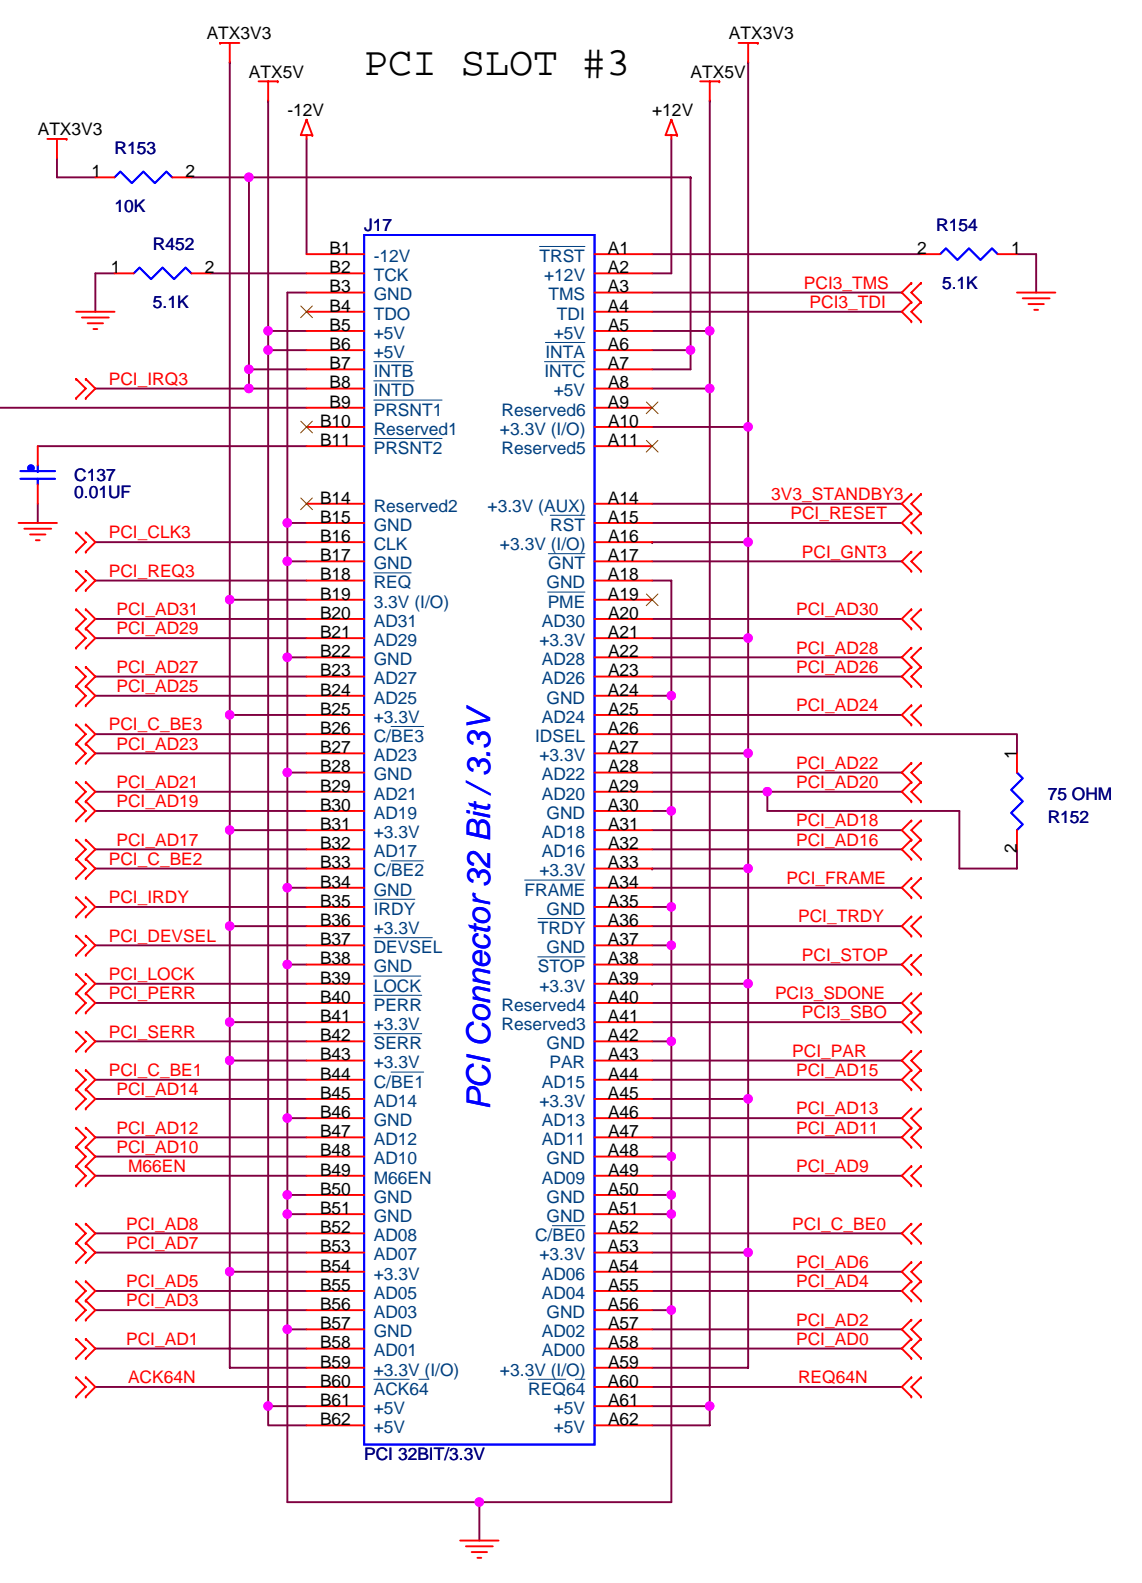 ATX3V3
ATX3V3
PCI SLOT #3
ATX5V
ATX5V
-12V
+12V
ATX3V3
R153
1 2
10K
J17
R452
1 2
5.1K
R154
2 1
5.1K
B1 -12V TRST A1
B2 TCK +12V A2
B3 GND TMS A3 PCI3_TMS
B4 TDO TDI A4 PCI3_TDI
B5 +5V +5V A5
B6 +5V INTA A6
B7 INTB INTC A7
PCI_IRQ3 B8 INTD +5V A8
B9 PRSNT1 Reserved6 A9
B10 Reserved1 +3.3V (I/O) A10
B11 PRSNT2 Reserved5 A11
C137
0.01UF
B14 Reserved2 +3.3V (AUX) A14 3V3_STANDBY3
B15 GND RST A15 PCI_RESET
PCI_CLK3 B16 CLK +3.3V (I/O) A16
B17 GND GNT A17 PCI_GNT3
PCI_REQ3 B18 REQ GND A18
B19 3.3V (I/O) PME A19
PCI_AD31 B20 AD31 AD30 A20 PCI_AD30
PCI_AD29 B21 AD29 +3.3V A21
B22 GND AD28 A22 PCI_AD28
PCI_AD27 B23 AD27 AD26 A23 PCI_AD26
PCI_AD25 B24 AD25 GND A24
B25 +3.3V AD24 A25 PCI_AD24
PCI_C_BE3 B26 C/BE3 IDSEL A26
PCI_AD23 B27 AD23 +3.3V A27
B28 GND AD22 A28 PCI_AD22
PCI_AD21 B29 AD21 AD20 A29 PCI_AD20
PCI_AD19 B30 AD19 GND A30
B31 +3.3V AD18 A31 PCI_AD18
PCI_AD17 B32 AD17 AD16 A32 PCI_AD16
PCI_C_BE2 B33 C/BE2 +3.3V A33
B34 GND FRAME A34 PCI_FRAME
PCI_IRDY B35 IRDY GND A35
B36 +3.3V TRDY A36 PCI_TRDY
PCI_DEVSEL B37 DEVSEL GND A37
B38 GND STOP A38 PCI_STOP
PCI_LOCK B39 LOCK +3.3V A39
PCI_PERR B40 PERR Reserved4 A40 PCI3_SDONE
B41 +3.3V Reserved3 A41 PCI3_SBO
PCI_SERR B42 SERR GND A42
B43 +3.3V PAR A43 PCI_PAR
PCI_C_BE1 B44 C/BE1 AD15 A44 PCI_AD15
PCI_AD14 B45 AD14 +3.3V A45
B46 GND AD13 A46 PCI_AD13
PCI_AD12 B47 AD12 AD11 A47 PCI_AD11
PCI_AD10 B48 AD10 GND A48
M66EN B49 M66EN AD09 A49 PCI_AD9
B50 GND GND A50
B51 GND GND A51
PCI_AD8 B52 AD08 C/BE0 A52 PCI_C_BE0
PCI_AD7 B53 AD07 +3.3V A53
B54 +3.3V AD06 A54 PCI_AD6
PCI_AD5 B55 AD05 AD04 A55 PCI_AD4
PCI_AD3 B56 AD03 GND A56
B57 GND AD02 A57 PCI_AD2
PCI_AD1 B58 AD01 AD00 A58 PCI_AD0
B59 +3.3V (I/O) +3.3V (I/O) A59
ACK64N B60 ACK64 REQ64 A60 REQ64N
B61 +5V +5V A61
B62 +5V +5V A62
PCI Connector 32 Bit / 3.3V
1
75 OHM
R152
2
PCI 32BIT/3.3V